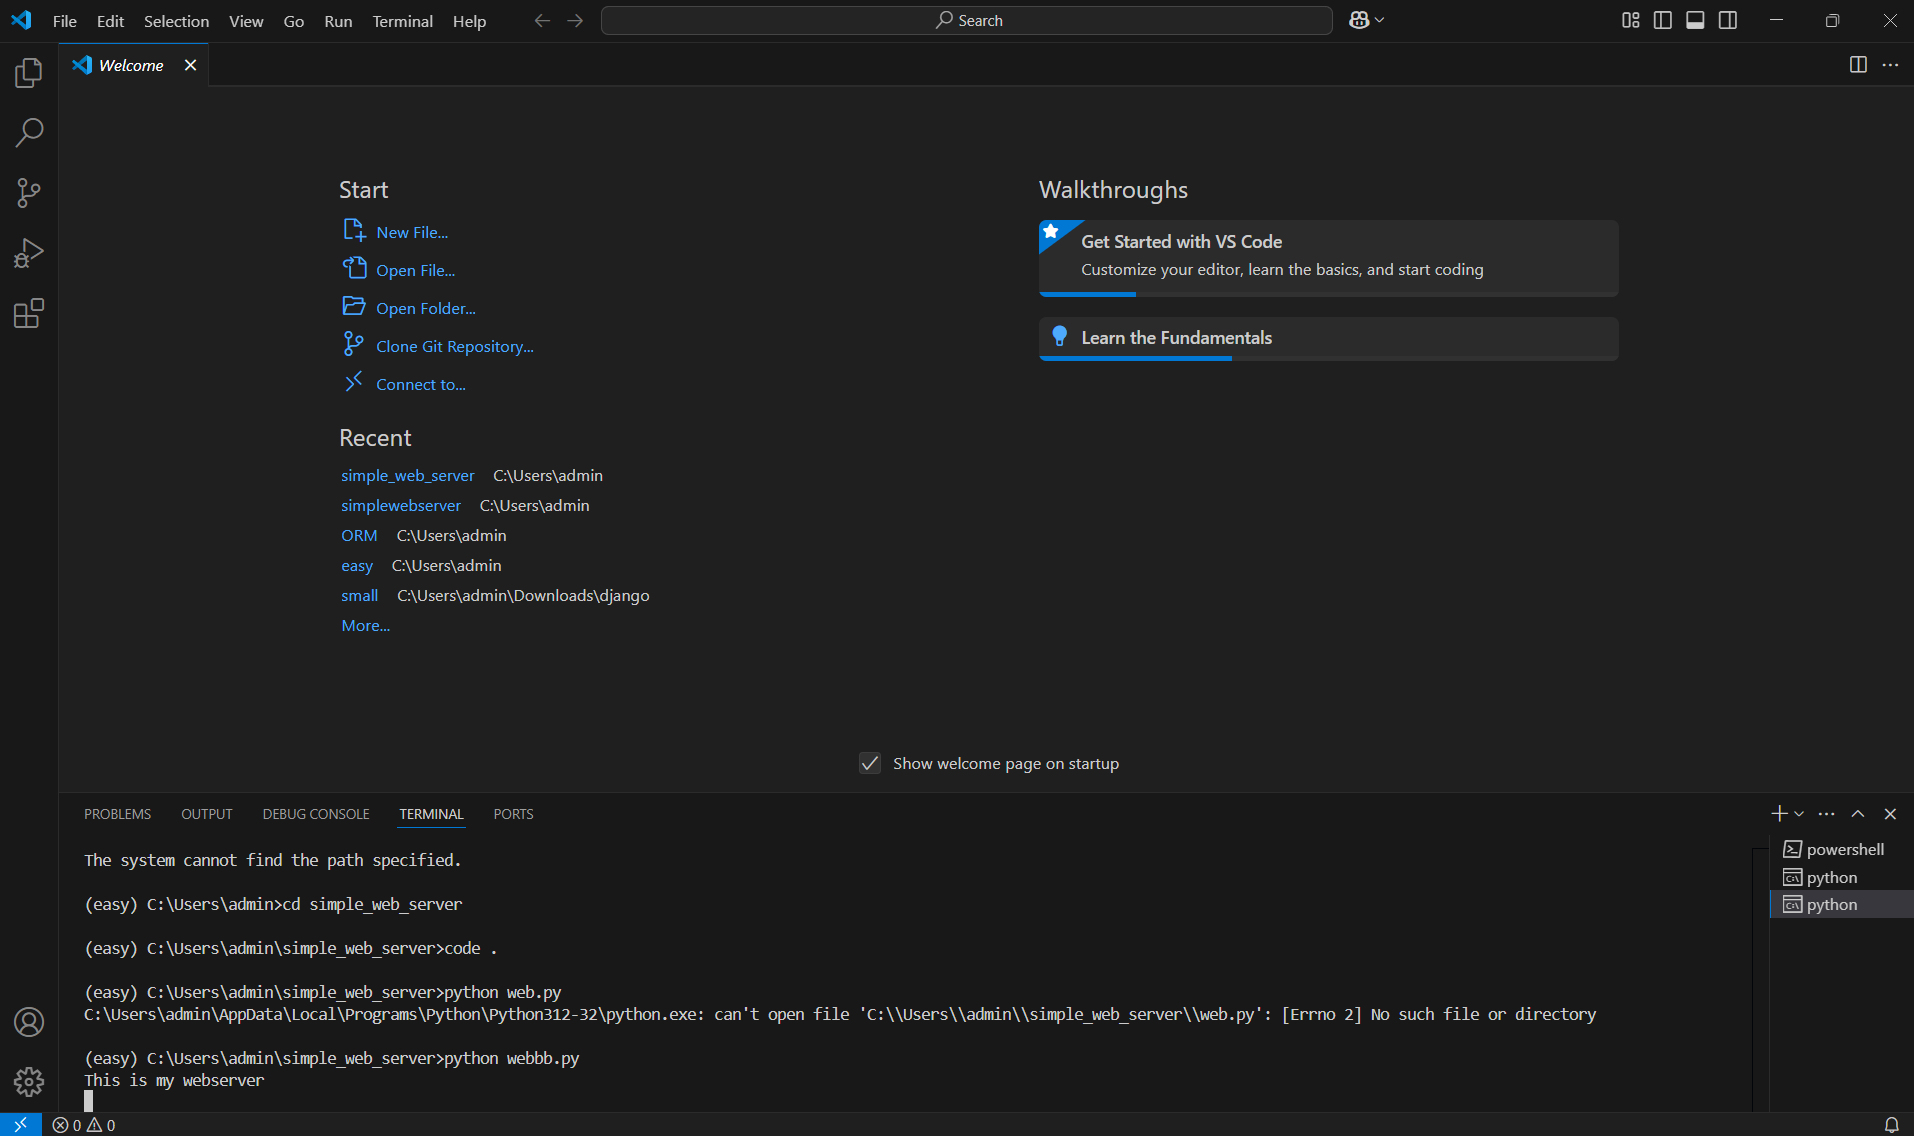 File Edit Selection View Go Run Terminal Help
Search
Welcome
Start
New File...
Open File...
Open Folder...
Clone Git Repository...
Connect to...
Recent
simple_web_server C:\Users\admin
simplewebserver C:\Users\admin
ORM C:\Users\admin
easy C:\Users\admin
small C:\Users\admin\Downloads\django
More...
Walkthroughs
Get Started with VS Code
Customize your editor, learn the basics, and start coding
Learn the Fundamentals
Show welcome page on startup
PROBLEMS OUTPUT DEBUG CONSOLE TERMINAL PORTS
The system cannot find the path specified.
(easy) C:\Users\admin>cd simple_web_server
(easy) C:\Users\admin\simple_web_server>code .
(easy) C:\Users\admin\simple_web_server>python web.py
C:\Users\admin\AppData\Local\Programs\Python\Python312-32\python.exe: can't open file 'C:\\Users\\admin\\simple_web_server\\web.py': [Errno 2] No such file or directory
(easy) C:\Users\admin\simple_web_server>python webbb.py
This is my webserver
powershell
python
python
0 0